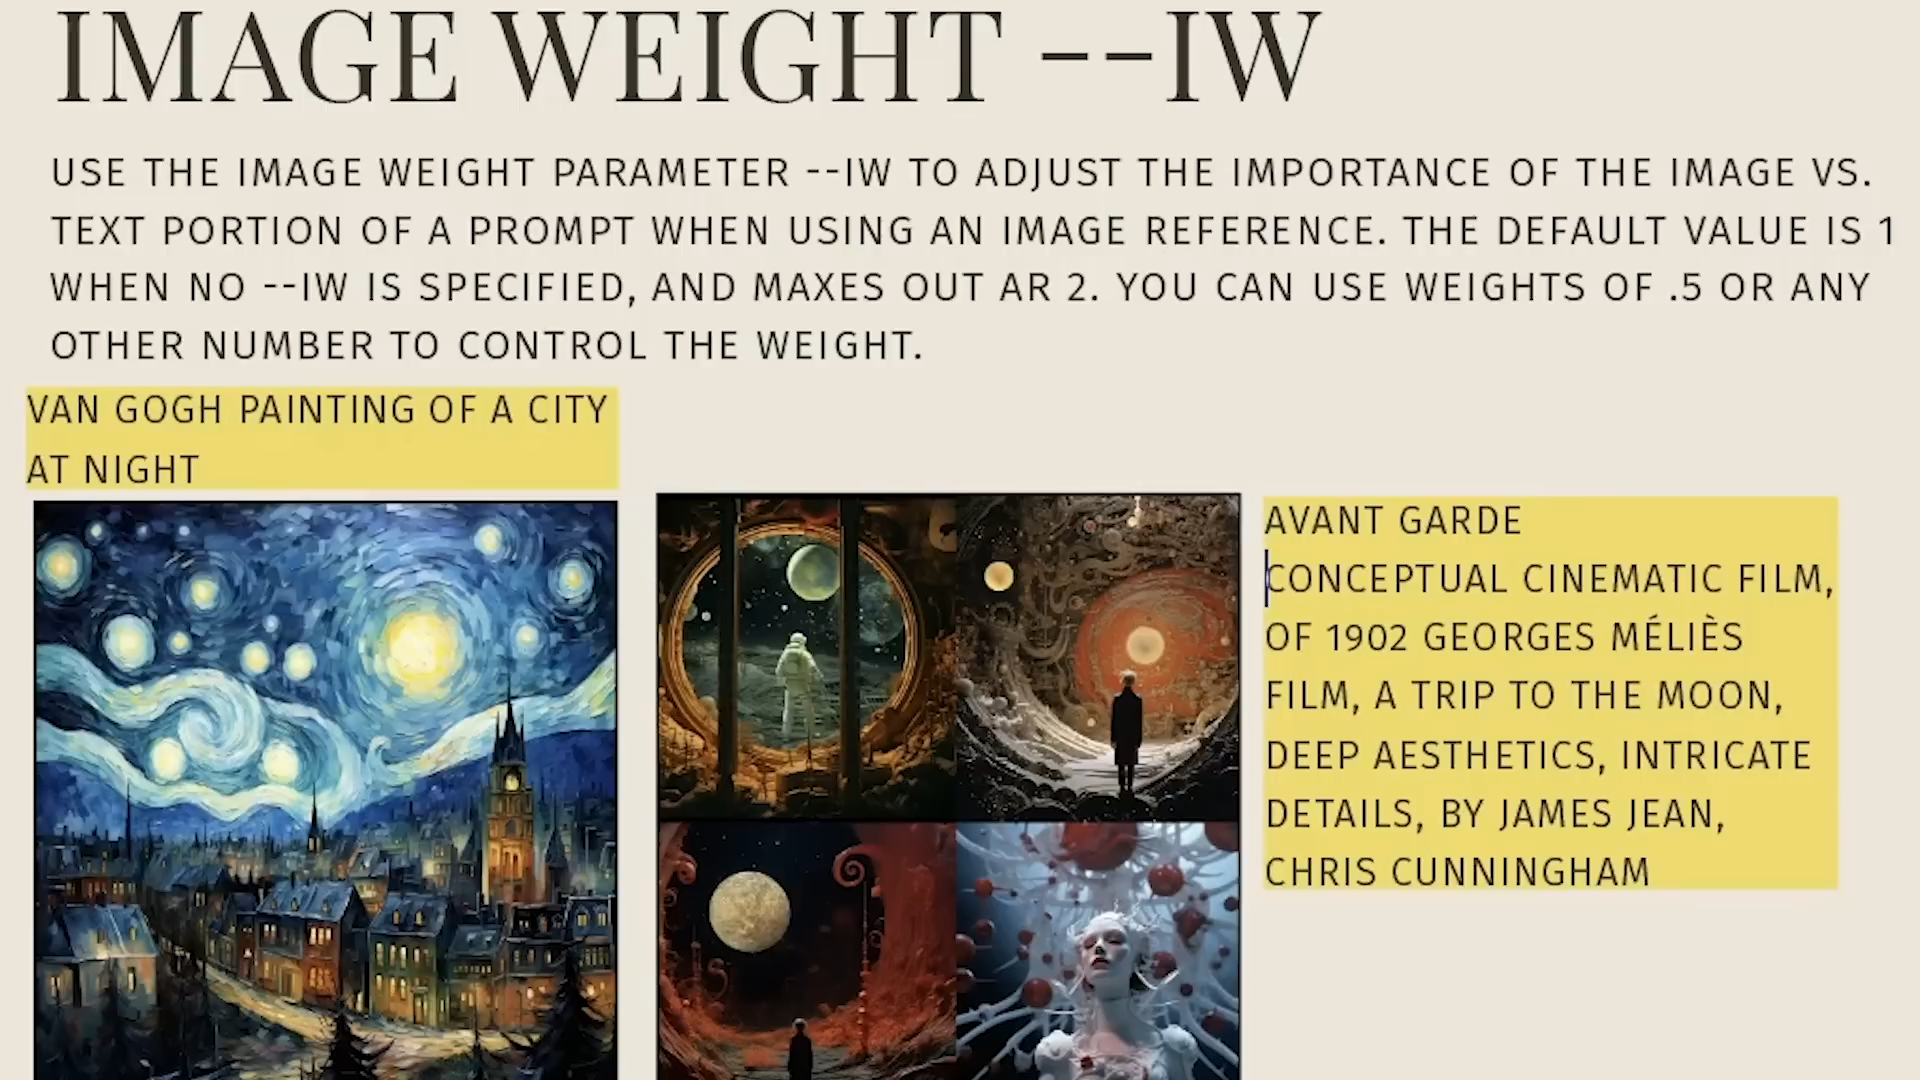 IMAGE WEIGHT --IW
USE THE IMAGE WEIGHT PARAMETER --IW TO ADJUST THE IMPORTANCE OF THE IMAGE VS.
TEXT PORTION OF A PROMPT WHEN USING AN IMAGE REFERENCE. THE DEFAULT VALUE IS 1
WHEN NO --IW IS SPECIFIED, AND MAXES OUT AR 2. YOU CAN USE WEIGHTS OF .5 OR ANY
OTHER NUMBER TO CONTROL THE WEIGHT.
VAN GOGH PAINTING OF A CITY
AT NIGHT
AVANT GARDE
CONCEPTUAL CINEMATIC FILM,
OF 1902 GEORGES MÉLIÈS
FILM, A TRIP TO THE MOON,
DEEP AESTHETICS, INTRICATE
DETAILS, BY JAMES JEAN,
CHRIS CUNNINGHAM